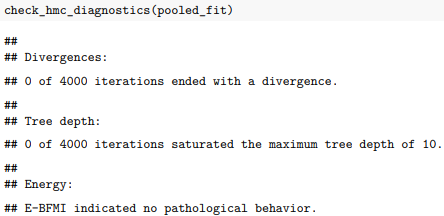 check_hmc_diagnostics(pooled_fit)
##
## Divergences:
## 0 of 4000 iterations ended with a divergence.
##
## Tree depth:
## 0 of 4000 iterations saturated the maximum tree depth of 10.
##
## Energy:
## E-BFMI indicated no pathological behavior.